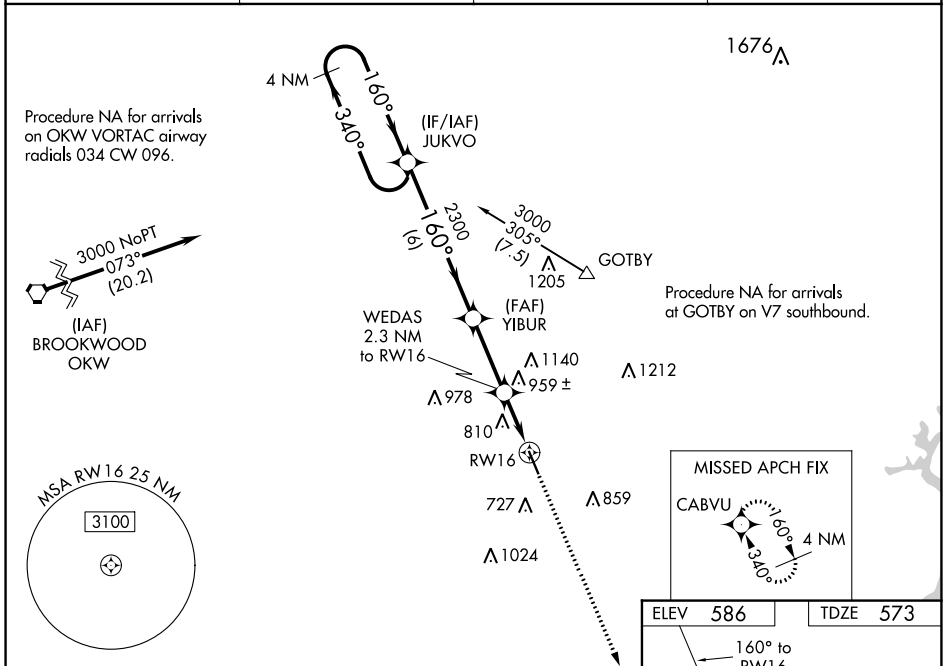 1676
4 NM
160°
340°
(IF/IAF)
JUKVO
Procedure NA for arrivals
on OKW VORTAC airway
radials 034 CW 096.
2300
160°
(6)
3000
305°
(7.5)
GOTBY
1205
3000 NoPT
073°
(20.2)
(IAF)
BROOKWOOD
OKW
Procedure NA for arrivals
at GOTBY on V7 southbound.
(FAF)
YIBUR
WEDAS
2.3 NM
to RW16
1140
959 ±
1212
978
810
RW16
727
859
1024
MSA RW16 25 NM
3100
MISSED APCH FIX
CABVU
160°
340°
4 NM
ELEV 586
TDZE 573
160° to
RW16